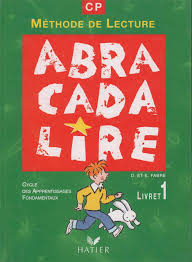 CP
MÉTHODE DE LECTURE
ABRA
CADA
LIRE
D. ET E. FABRE
CYCLE
DES APPRENTISSAGES
FONDAMENTAUX
LIVRET 1
HATIER